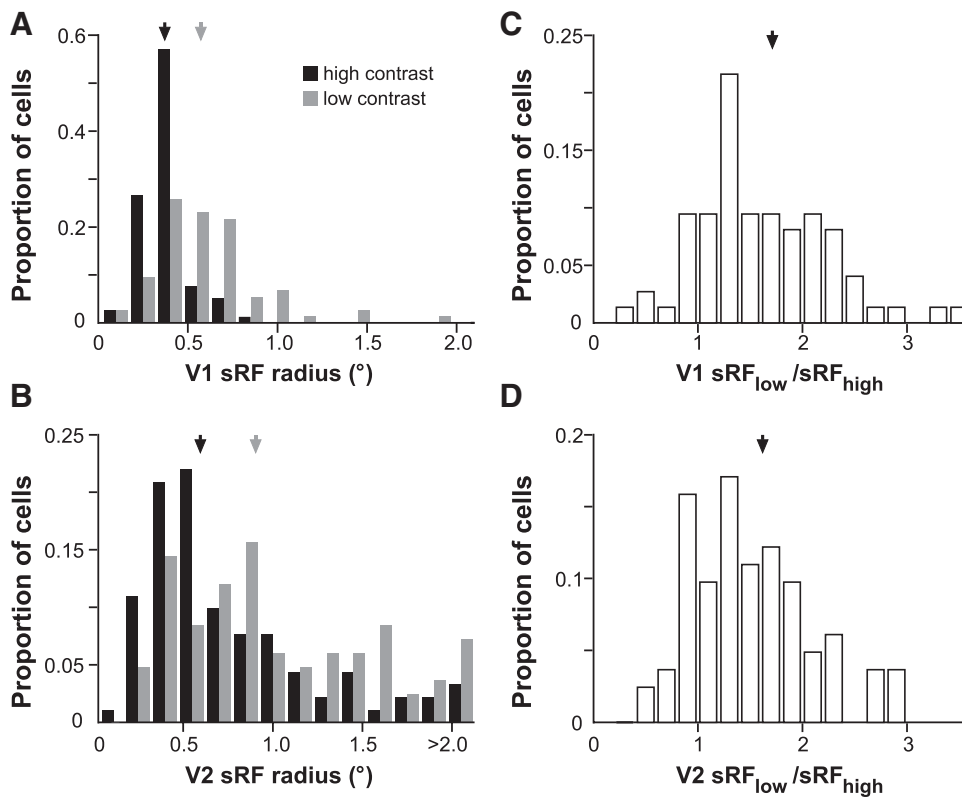 A
Proportion of cells
0.6
0.4
0.2
0
high contrast
low contrast
0 0.5 1.0 1.5 2.0
V1 sRF radius (°)
C
Proportion of cells
0.25
0.15
0.05
0
0 1 2 3
V1 sRFlow /sRFhigh
B
Proportion of cells
0.25
0.15
0.05
0
0 0.5 1.0 1.5 >2.0
V2 sRF radius (°)
D
Proportion of cells
0.2
0.1
0
0 1 2 3
V2 sRFlow /sRFhigh